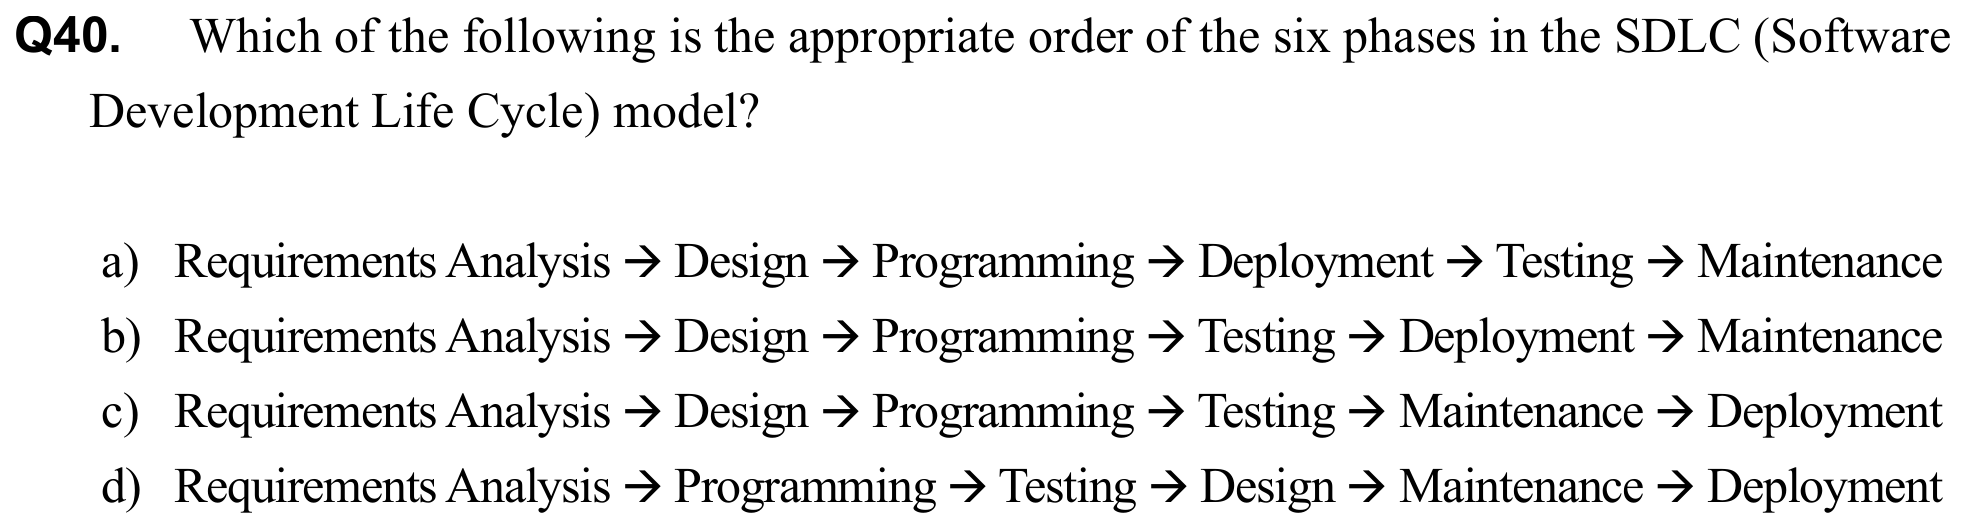 Q40. Which of the following is the appropriate order of the six phases in the SDLC (Software
Development Life Cycle) model?
a) Requirements Analysis → Design → Programming → Deployment → Testing → Maintenance
b) Requirements Analysis → Design → Programming → Testing → Deployment → Maintenance
c) Requirements Analysis → Design → Programming → Testing → Maintenance → Deployment
d) Requirements Analysis → Programming → Testing → Design → Maintenance → Deployment